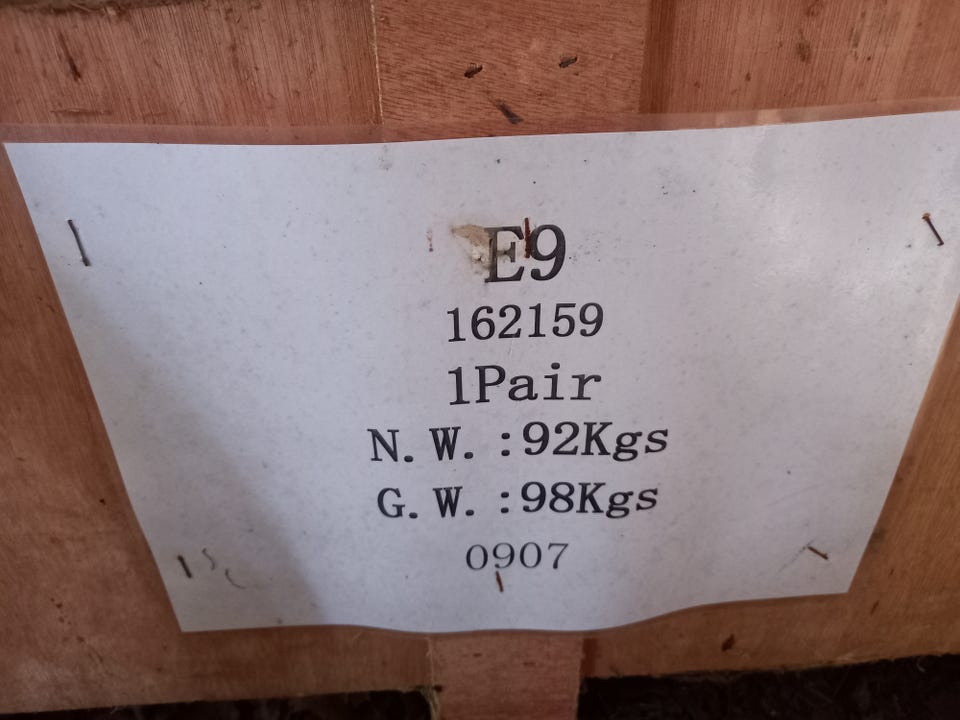 E9
162159
1Pair
N. W. :92Kgs
G. W. :98Kgs
0907